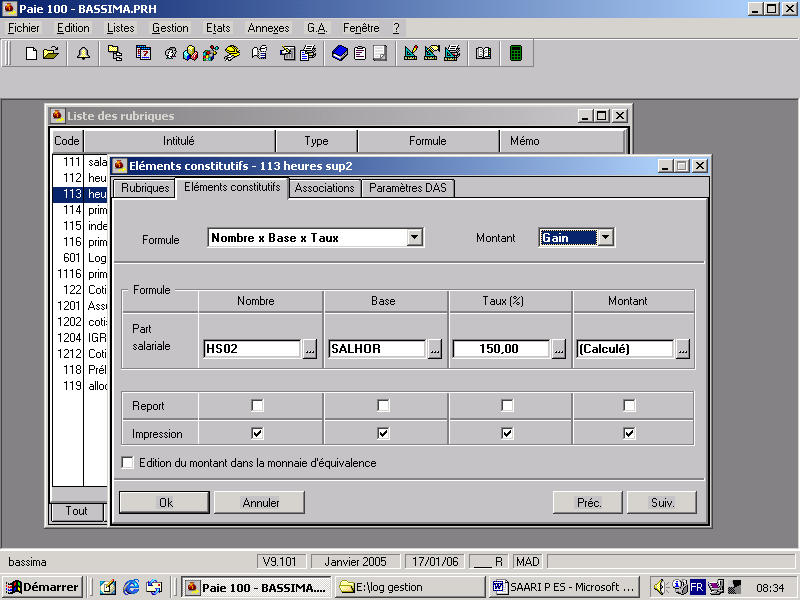 Paie 100 - BASSIMA.PRH
Fichier Edition Listes Gestion Etats Annexes G.A. Fenêtre ?
Liste des rubriques
Code Intitulé Type Formule Mémo
111 sala
112 heu
113 heu
114 prim
115 inde
116 prim
601 Log
1116 prim
122 Coti
1201 Assu
1202 cotis
1204 IGR
1212 Coti
118 Prél
119 alloc
Tout
Eléments constitutifs - 113 heures sup2
Rubriques Eléments constitutifs Associations Paramètres DAS
Formule Nombre x Base x Taux Montant Gain
Formule
Nombre Base Taux (%) Montant
Part salariale HS02 ... SALHOR ... 150,00 ... (Calculé) ...
Report
Impression
Edition du montant dans la monnaie d'équivalence
Ok Annuler Préc. Suiv.
bassima V9.101 Janvier 2005 17/01/06 ___ R MAD
Démarrer Paie 100 - BASSIMA.... E:\log gestion SAARI P ES - Microsoft ... FR 08:34